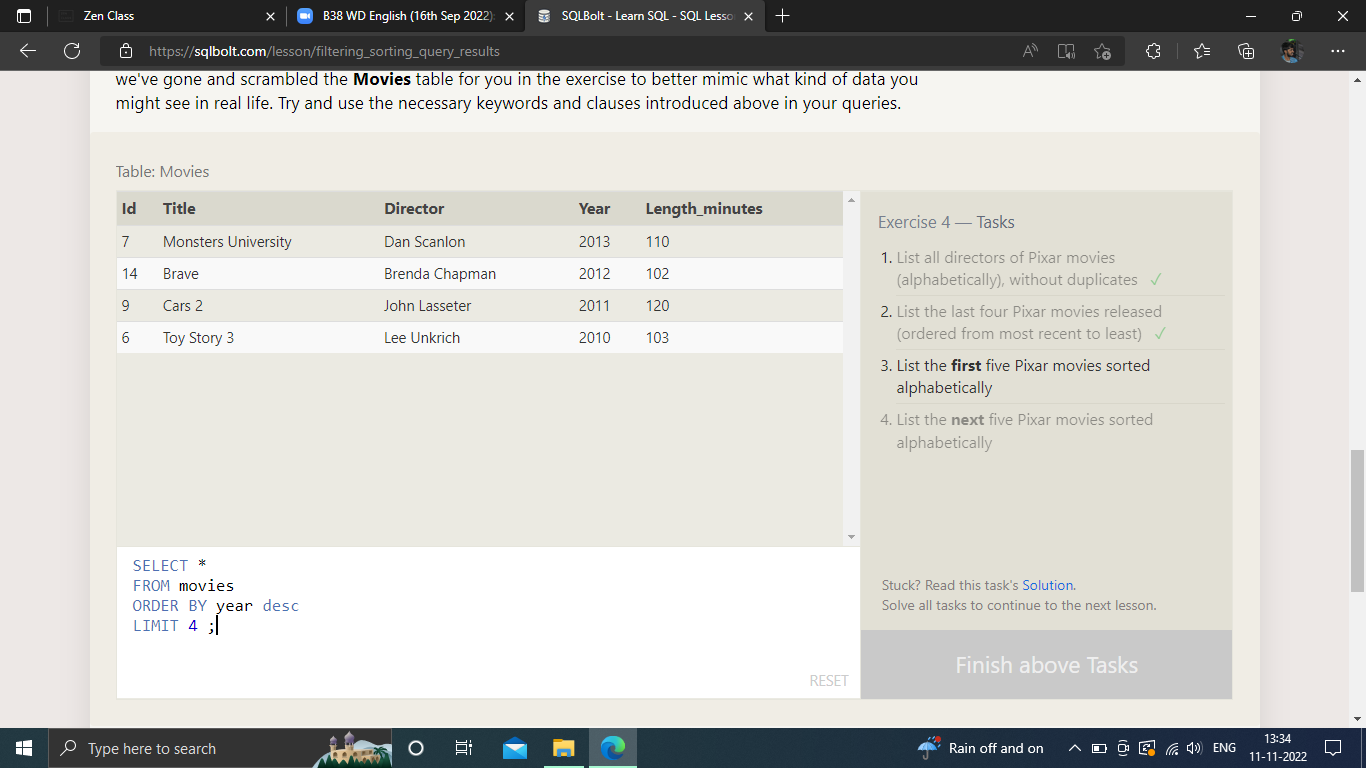 Zen Class
B38 WD English (16th Sep 2022):
SQLBolt - Learn SQL - SQL Lesso
https://sqlbolt.com/lesson/filtering_sorting_query_results
we've gone and scrambled the Movies table for you in the exercise to better mimic what kind of data you
might see in real life. Try and use the necessary keywords and clauses introduced above in your queries.
Table: Movies
Id Title Director Year Length_minutes
7 Monsters University Dan Scanlon 2013 110
14 Brave Brenda Chapman 2012 102
9 Cars 2 John Lasseter 2011 120
6 Toy Story 3 Lee Unkrich 2010 103
Exercise 4 — Tasks
1. List all directors of Pixar movies
(alphabetically), without duplicates ✓
2. List the last four Pixar movies released
(ordered from most recent to least) ✓
3. List the first five Pixar movies sorted
alphabetically
4. List the next five Pixar movies sorted
alphabetically
Stuck? Read this task's Solution.
Solve all tasks to continue to the next lesson.
Finish above Tasks
SELECT *
FROM movies
ORDER BY year desc
LIMIT 4 ;
RESET
Type here to search
Rain off and on
ENG
13:34
11-11-2022